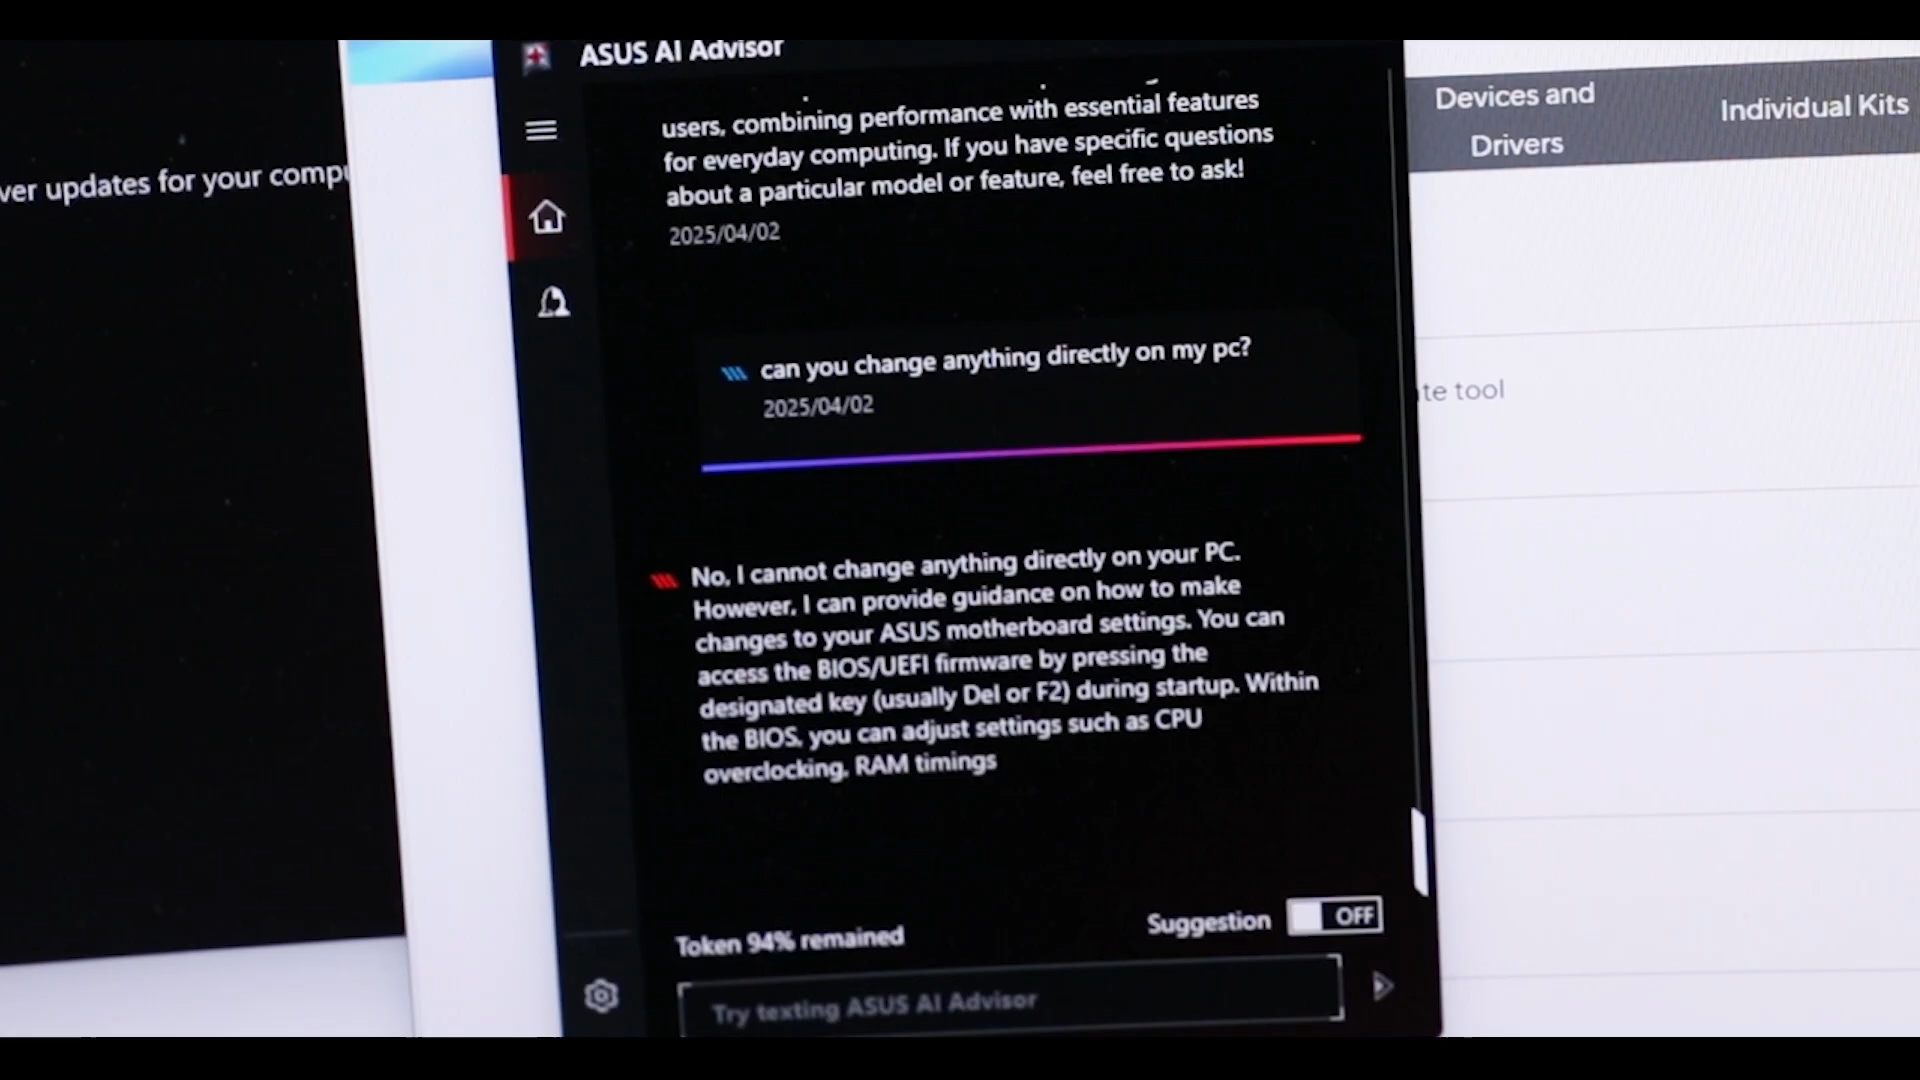 ASUS AI Advisor
users, combining performance with essential features
for everyday computing. If you have specific questions
about a particular model or feature, feel free to ask!
2025/04/02
can you change anything directly on my pc?
2025/04/02
No, I cannot change anything directly on your PC.
However, I can provide guidance on how to make
changes to your ASUS motherboard settings. You can
access the BIOS/UEFI firmware by pressing the
designated key (usually Del or F2) during startup. Within
the BIOS, you can adjust settings such as CPU
overclocking, RAM timings
Token 94% remained
Suggestion OFF
Try texting ASUS AI Advisor
updates for your
Devices and
Drivers
Individual Kits
tool